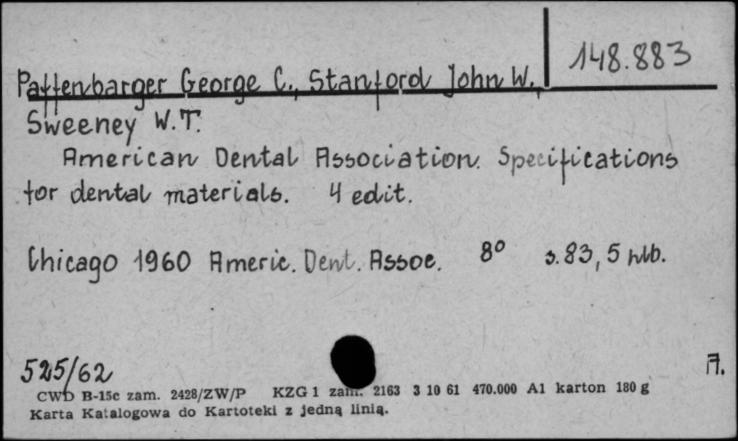 148.883
Paffenbarger George C., Stanford John W.,
Sweeney W.T.
American Dental Association. Specifications
for dental materials. 4 edit.
Chicago 1960 Americ. Dent. Assoc. 8° s. 83, 5 nlb.
525/62
A.
CWD B-15c zam. 2428/ZW/P KZG 1 zam. 2163 3 10 61 470.000 A1 karton 180 g
Karta Katalogowa do Kartoteki z jedną linią.